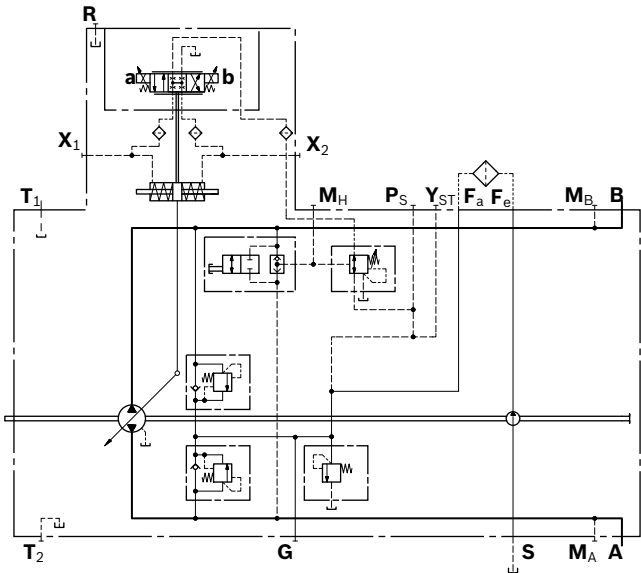 R
a b
X1 X2
T1 MH PS YST Fa Fe MB B
T2 G S MA A